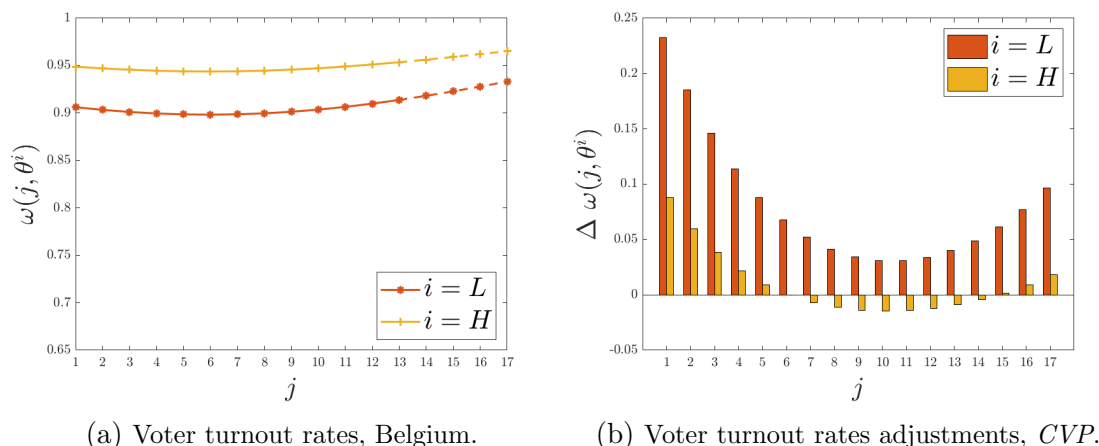 1
0.95
0.9
0.85
0.8
0.75
0.7
0.65
ω(j, θ^i)
1 2 3 4 5 6 7 8 9 10 11 12 13 14 15 16 17
j
i = L
i = H
(a) Voter turnout rates, Belgium.
0.25
0.2
0.15
0.1
0.05
0
-0.05
Δ ω(j, θ^i)
1 2 3 4 5 6 7 8 9 10 11 12 13 14 15 16 17
j
i = L
i = H
(b) Voter turnout rates adjustments, CVP.